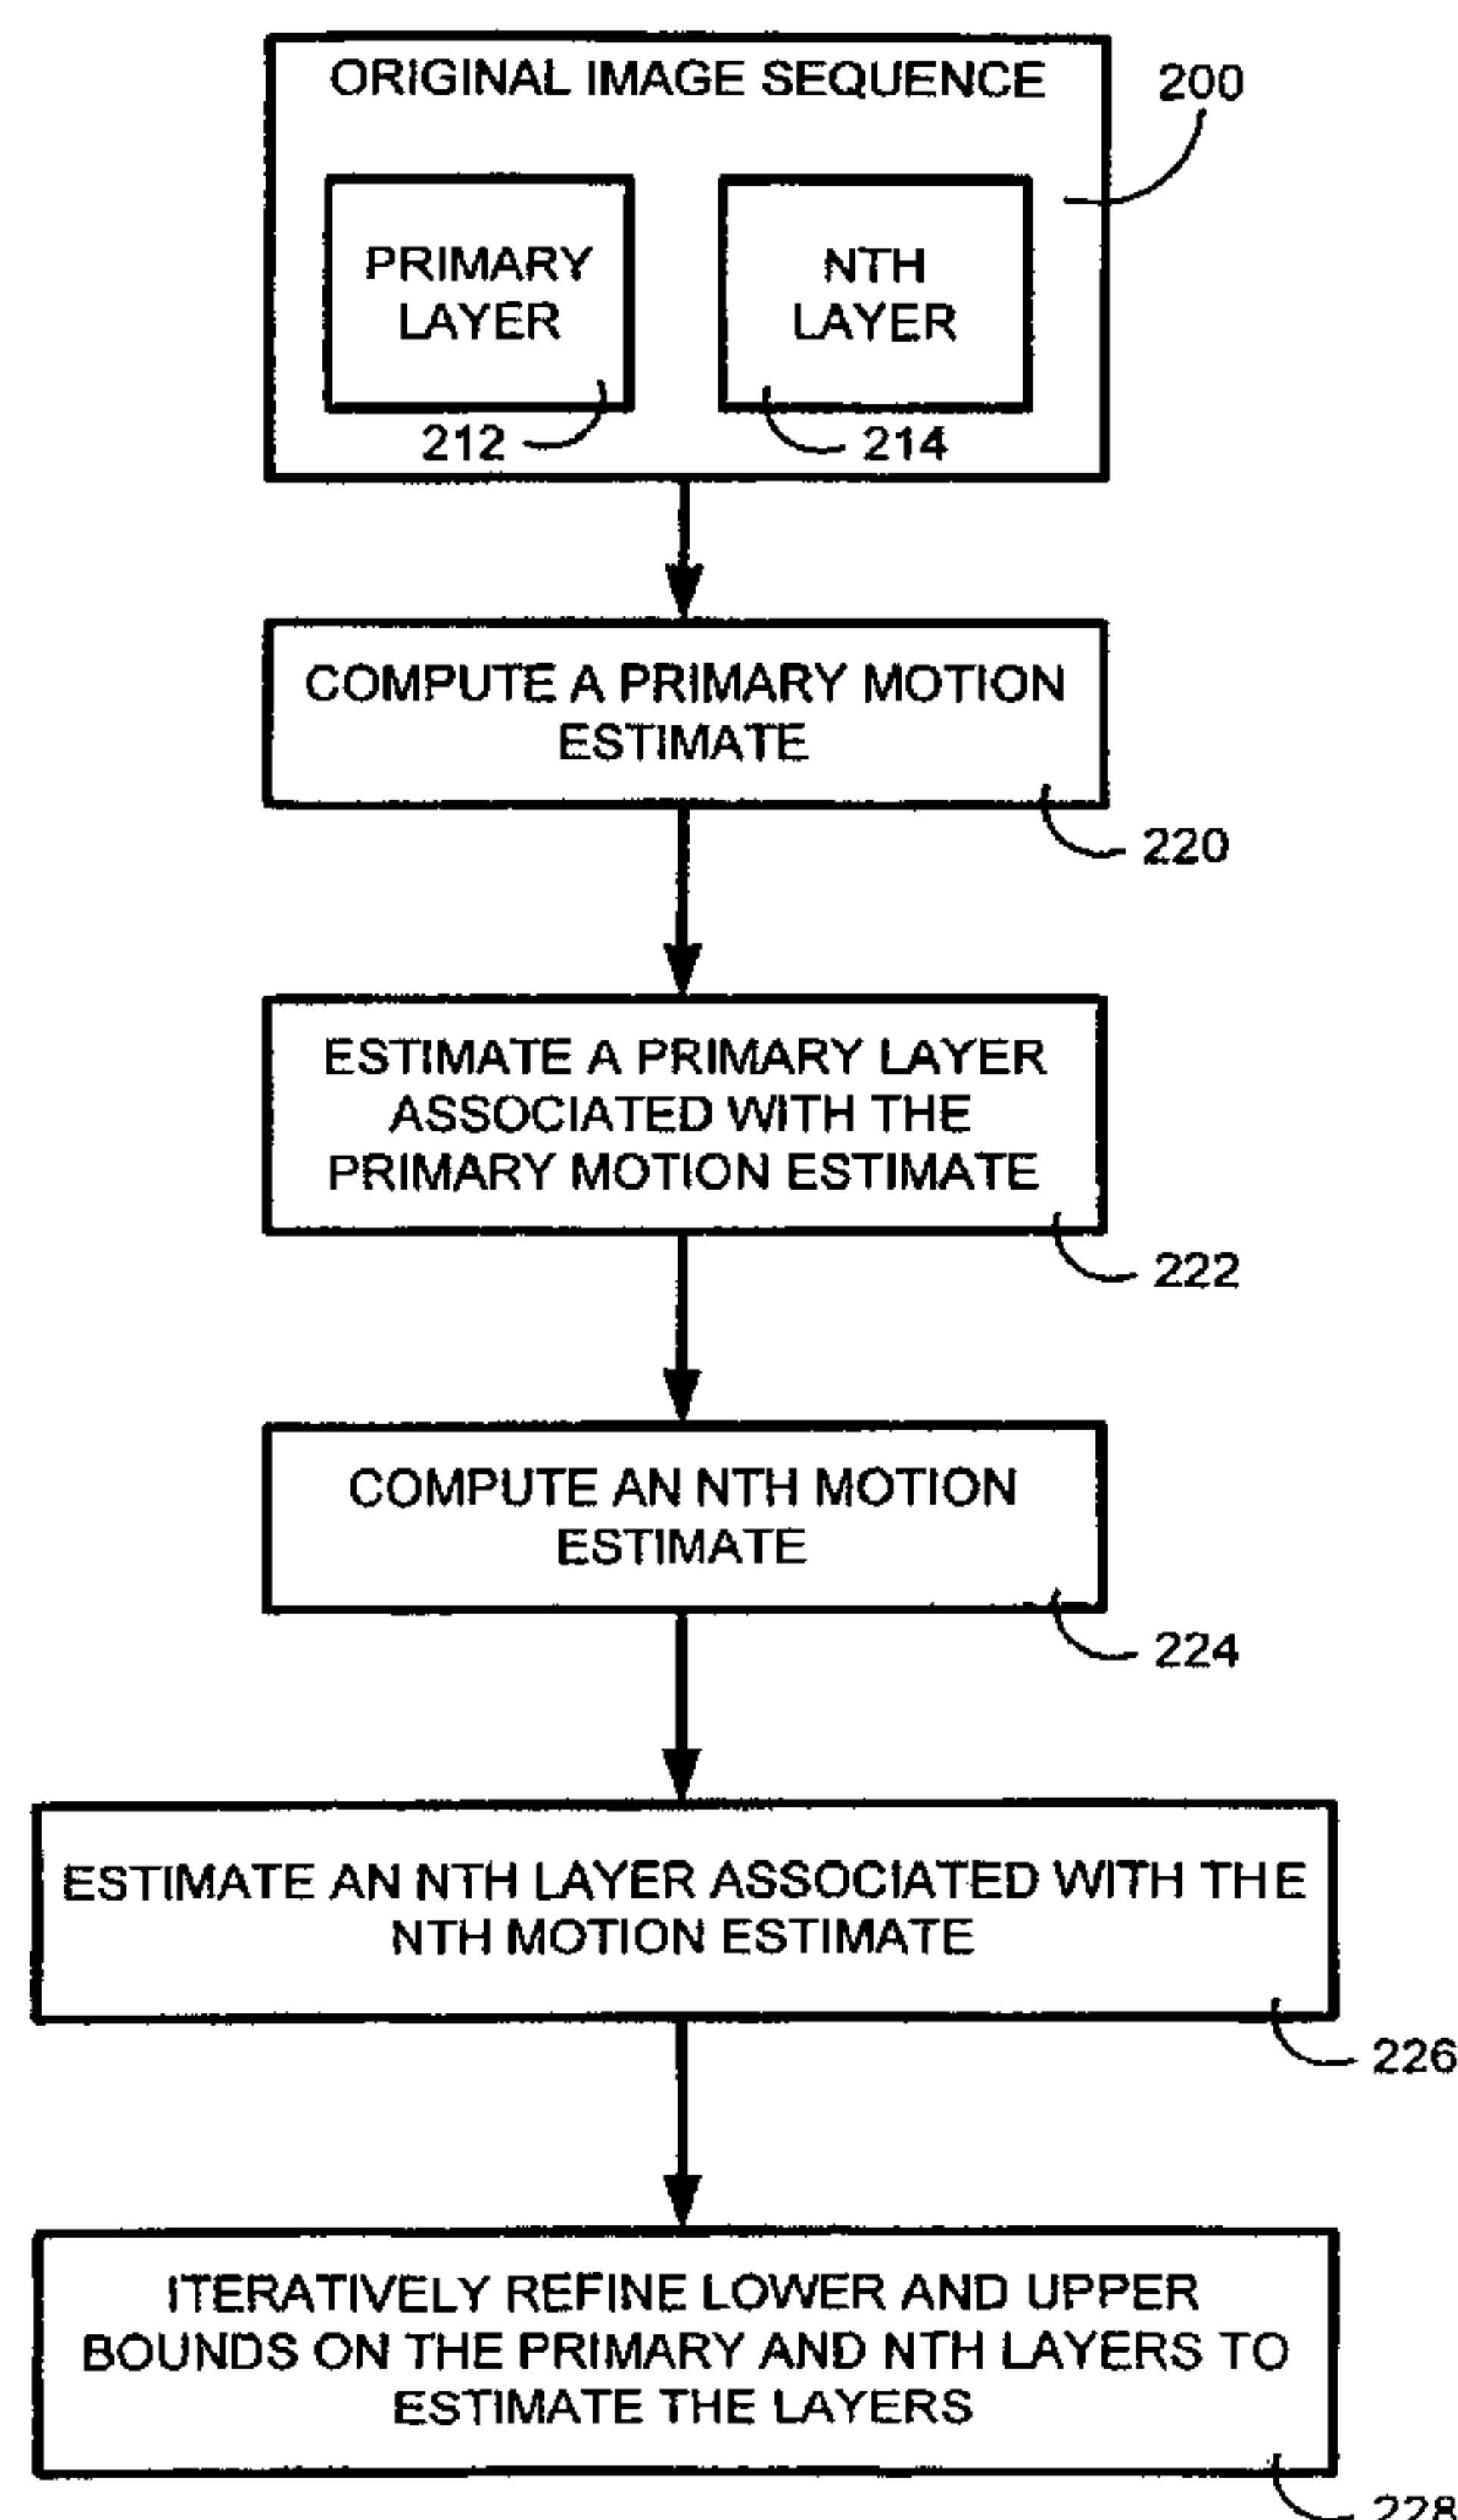 ORIGINAL IMAGE SEQUENCE
200
PRIMARY
LAYER
NTH
LAYER
212
214
COMPUTE A PRIMARY MOTION
ESTIMATE
220
ESTIMATE A PRIMARY LAYER
ASSOCIATED WITH THE
PRIMARY MOTION ESTIMATE
222
COMPUTE AN NTH MOTION
ESTIMATE
224
ESTIMATE AN NTH LAYER ASSOCIATED WITH THE
NTH MOTION ESTIMATE
226
ITERATIVELY REFINE LOWER AND UPPER
BOUNDS ON THE PRIMARY AND NTH LAYERS TO
ESTIMATE THE LAYERS
228